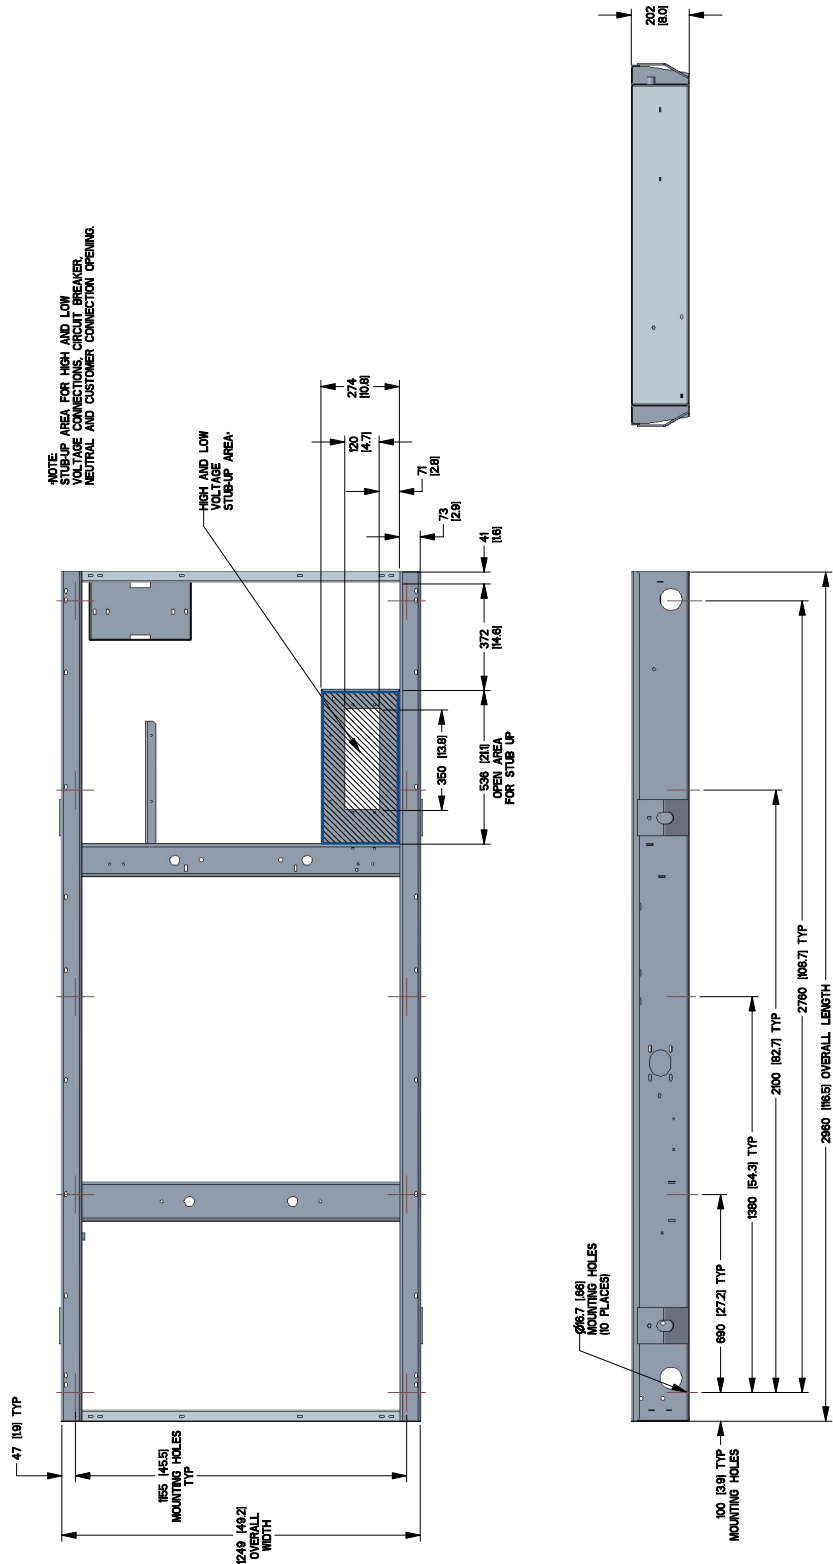 *NOTE:
STUB-UP AREA FOR HIGH AND LOW
VOLTAGE CONNECTIONS, CIRCUIT BREAKER,
NEUTRAL AND CUSTOMER CONNECTION OPENING.
HIGH AND LOW
VOLTAGE
STUB-UP AREA*
202
[8.0]
274
[10.8]
120
[4.7]
71
[2.8]
73
[2.9]
41
[1.6]
372
[14.6]
536 [21.1]
OPEN AREA
FOR STUB UP
350 [13.8]
47 [1.9] TYP
1155 [45.5]
MOUNTING HOLES
TYP
1249 [49.2]
OVERALL
WIDTH
Ø16.7 [.66]
MOUNTING HOLES
(10 PLACES)
100 [3.9] TYP
MOUNTING HOLES
690 [27.2] TYP
1380 [54.3] TYP
2100 [82.7] TYP
2760 [108.7] TYP
2960 [116.5] OVERALL LENGTH